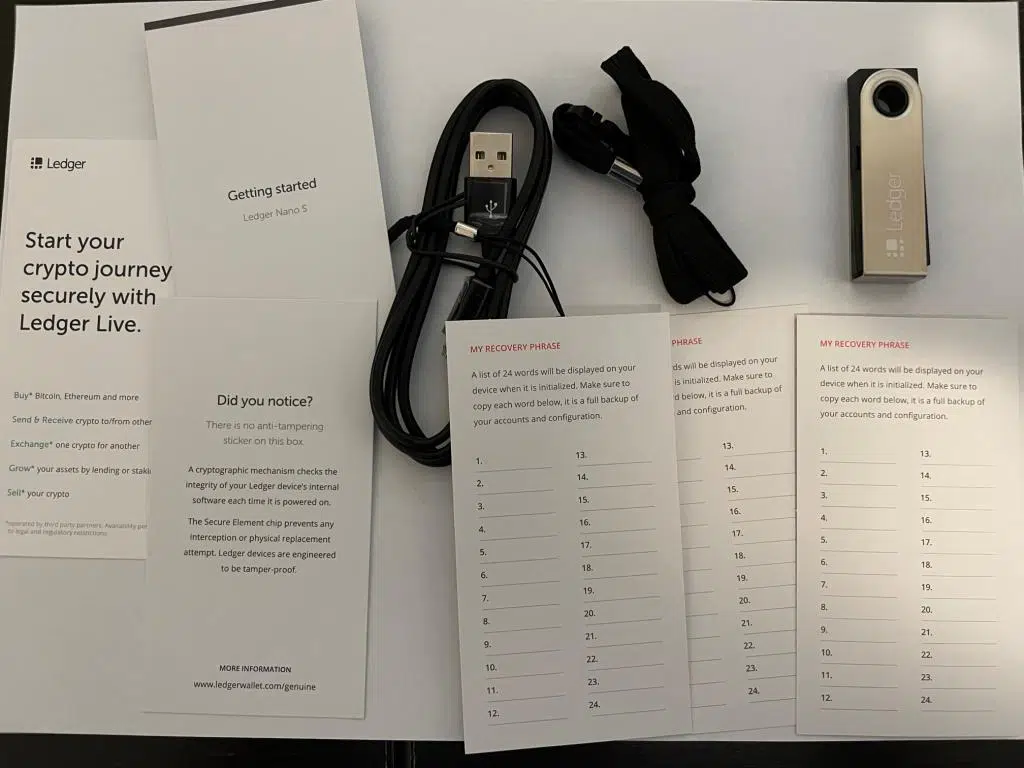 Ledger
Start your
crypto journey
securely with
Ledger Live.
Buy* Bitcoin, Ethereum and more
Send & Receive crypto to/from other
Exchange* one crypto for another
Grow* your assets by lending or
Sell* your crypto
*operated by third party partners. Availability
to legal and regulatory restrictions
Getting started
Ledger Nano S
Did you notice?
There is no anti-tampering
sticker on this box.
A cryptographic mechanism checks the
integrity of your Ledger device's internal
software each time it is powered on.
The Secure Element chip prevents any
interception or physical replacement
attempt. Ledger devices are engineered
to be tamper-proof.
MORE INFORMATION
www.ledgerwallet.com/genuine
Ledger
MY RECOVERY PHRASE
A list of 24 words will be displayed on your
device when it is initialized. Make sure to
copy each word below, it is a full backup of
your accounts and configuration.
1.
2.
3.
4.
5.
6.
7.
8.
9.
10.
11.
12.
13.
14.
15.
16.
17.
18.
19.
20.
21.
22.
23.
24.
PHRASE
ds will be displayed on your
is initialized. Make sure to
d below, it is a full backup of
and configuration.
13.
14.
15.
16.
17.
18.
19.
20.
21.
22.
23.
24.
MY RECOVERY PHRASE
A list of 24 words will be displayed on your
device when it is initialized. Make sure to
copy each word below, it is a full backup of
your accounts and configuration.
1.
2.
3.
4.
5.
6.
7.
8.
9.
10.
11.
12.
13.
14.
15.
16.
17.
18.
19.
20.
21.
22.
23.
24.